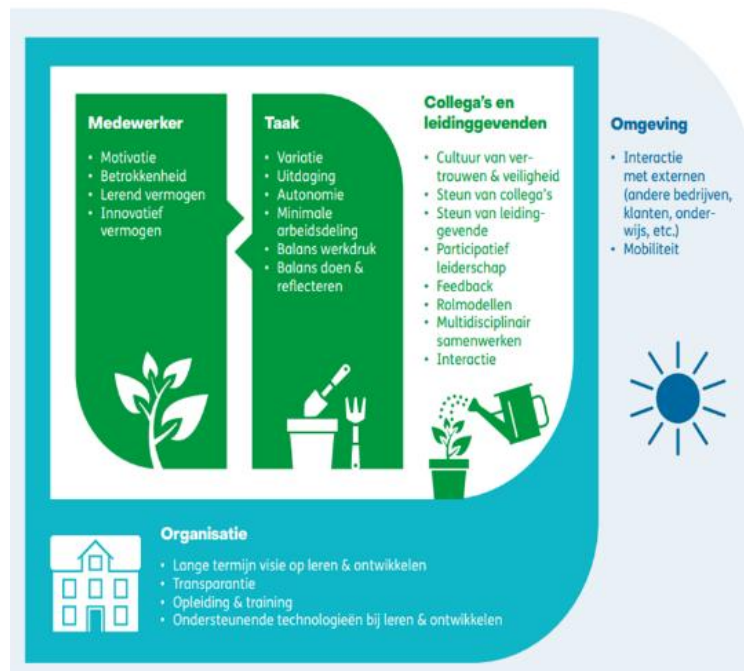 Medewerker
• Motivatie
• Betrokkenheid
• Lerend vermogen
• Innovatief
vermogen
Taak
• Variatie
• Uitdaging
• Autonomie
• Minimale
arbeidsdeling
• Balans werkdruk
• Balans doen &
reflecteren
Collega's en
leidinggevenden
• Cultuur van ver-
trouwen & veiligheid
• Steun van collega's
• Steun van leiding-
gevende
• Participatief
leiderschap
• Feedback
• Rolmodellen
• Multidisciplinair
samenwerken
• Interactie
Omgeving
• Interactie
met externen
(andere bedrijven,
klanten, onder-
wijs, etc.)
• Mobiliteit
Organisatie
• Lange termijn visie op leren & ontwikkelen
• Transparantie
• Opleiding & training
• Ondersteunende technologieën bij leren & ontwikkelen